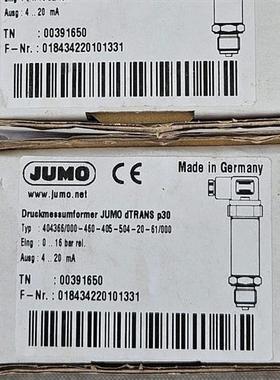 Ausg : 4 .. 20 mA
TN : 00391650
F-Nr. : 018434220101331
JUMO
CE
Made in Germany
www.jumo.net
Druckmessumformer JUMO dTRANS p30
Typ : 404366/000-460-405-504-20-61/000
Eing : 0 .. 16 bar rel.
Ausg : 4 .. 20 mA
TN : 00391650
F-Nr. : 018434220101331